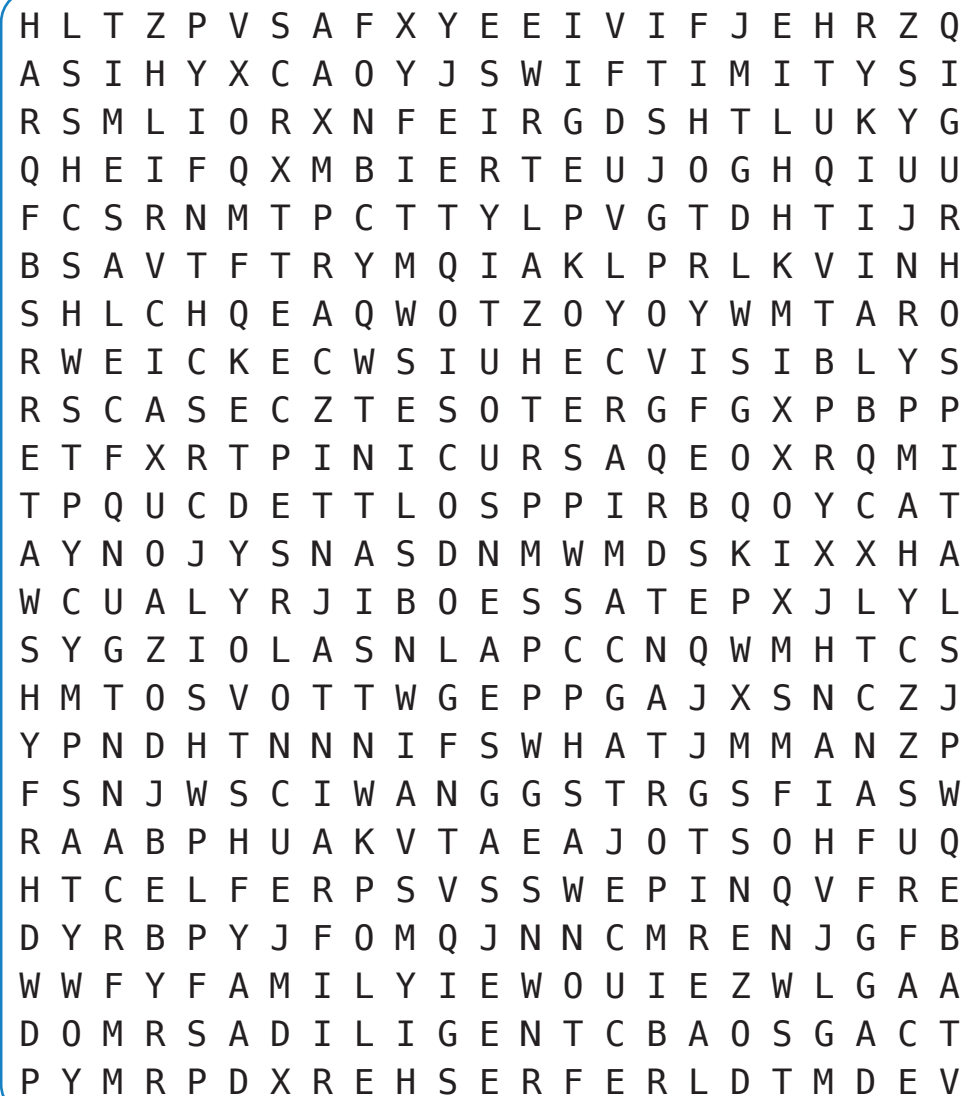 H L T Z P V S A F X Y E E I V I F J E H R Z Q
A S I H Y X C A O Y J S W I F T I M I T Y S I
R S M L I O R X N F E I R G D S H T L U K Y G
Q H E I F Q X M B I E R T E U J O G H Q I U U
F C S R N M T P C T T Y L P V G T D H T I J R
B S A V T F T R Y M Q I A K L P R L K V I N H
S H L C H Q E A Q W O T Z O Y O Y W M T A R O
R W E I C K E C W S I U H E C V I S I B L Y S
R S C A S E C Z T E S O T E R G F G X P B P P
E T F X R T P I N I C U R S A Q E O X R Q M I
T P Q U C D E T T L O S P P I R B Q O Y C A T
A Y N O J Y S N A S D N M W M D S K I X X H A
W C U A L Y R J I B O E S S A T E P X J L Y L
S Y G Z I O L A S N L A P C C N Q W M H T C S
H M T O S V O T T W G E P P G A J X S N C Z J
Y P N D H T N N N I F S W H A T J M M A N Z P
F S N J W S C I W A N G G S T R G S F I A S W
R A A B P H U A K V T A E A J O T S O H F U Q
H T C E L F E R P S V S S W E P I N Q V F R E
D Y R B P Y J F O M Q J N N C M R E N J G F B
W W F Y F A M I L Y I E W O U I E Z W L G A A
D O M R S A D I L I G E N T C B A O S G A C T
P Y M R P D X R E H S E R F E R L D T M D E V